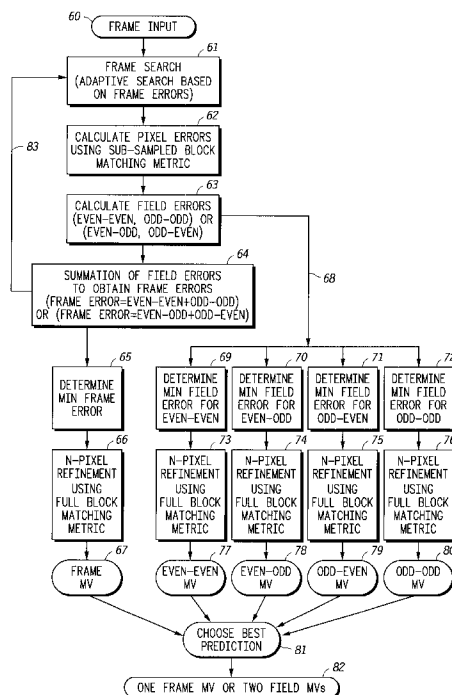 60
FRAME INPUT
61
FRAME SEARCH
(ADAPTIVE SEARCH BASED
ON FRAME ERRORS)
83
62
CALCULATE PIXEL ERRORS
USING SUB-SAMPLED BLOCK
MATCHING METRIC
63
CALCULATE FIELD ERRORS
(EVEN-EVEN, ODD-ODD) OR
(EVEN-ODD, ODD-EVEN)
64
SUMMATION OF FIELD ERRORS
TO OBTAIN FRAME ERRORS
(FRAME ERROR=EVEN-EVEN+ODD-ODD)
OR (FRAME ERROR=EVEN-ODD+ODD-EVEN)
68
65
DETERMINE
MIN FRAME
ERROR
69
DETERMINE
MIN FIELD
ERROR FOR
EVEN-EVEN
70
DETERMINE
MIN FIELD
ERROR FOR
EVEN-ODD
71
DETERMINE
MIN FIELD
ERROR FOR
ODD-EVEN
72
DETERMINE
MIN FIELD
ERROR FOR
ODD-ODD
66
N-PIXEL
REFINEMENT
USING
FULL BLOCK
MATCHING
METRIC
73
N-PIXEL
REFINEMENT
USING
FULL BLOCK
MATCHING
METRIC
74
N-PIXEL
REFINEMENT
USING
FULL BLOCK
MATCHING
METRIC
75
N-PIXEL
REFINEMENT
USING
FULL BLOCK
MATCHING
METRIC
76
N-PIXEL
REFINEMENT
USING
FULL BLOCK
MATCHING
METRIC
67
FRAME
MV
77
EVEN-EVEN
MV
78
EVEN-ODD
MV
79
ODD-EVEN
MV
80
ODD-ODD
MV
CHOOSE BEST
PREDICTION
81
82
ONE FRAME MV OR TWO FIELD MVs